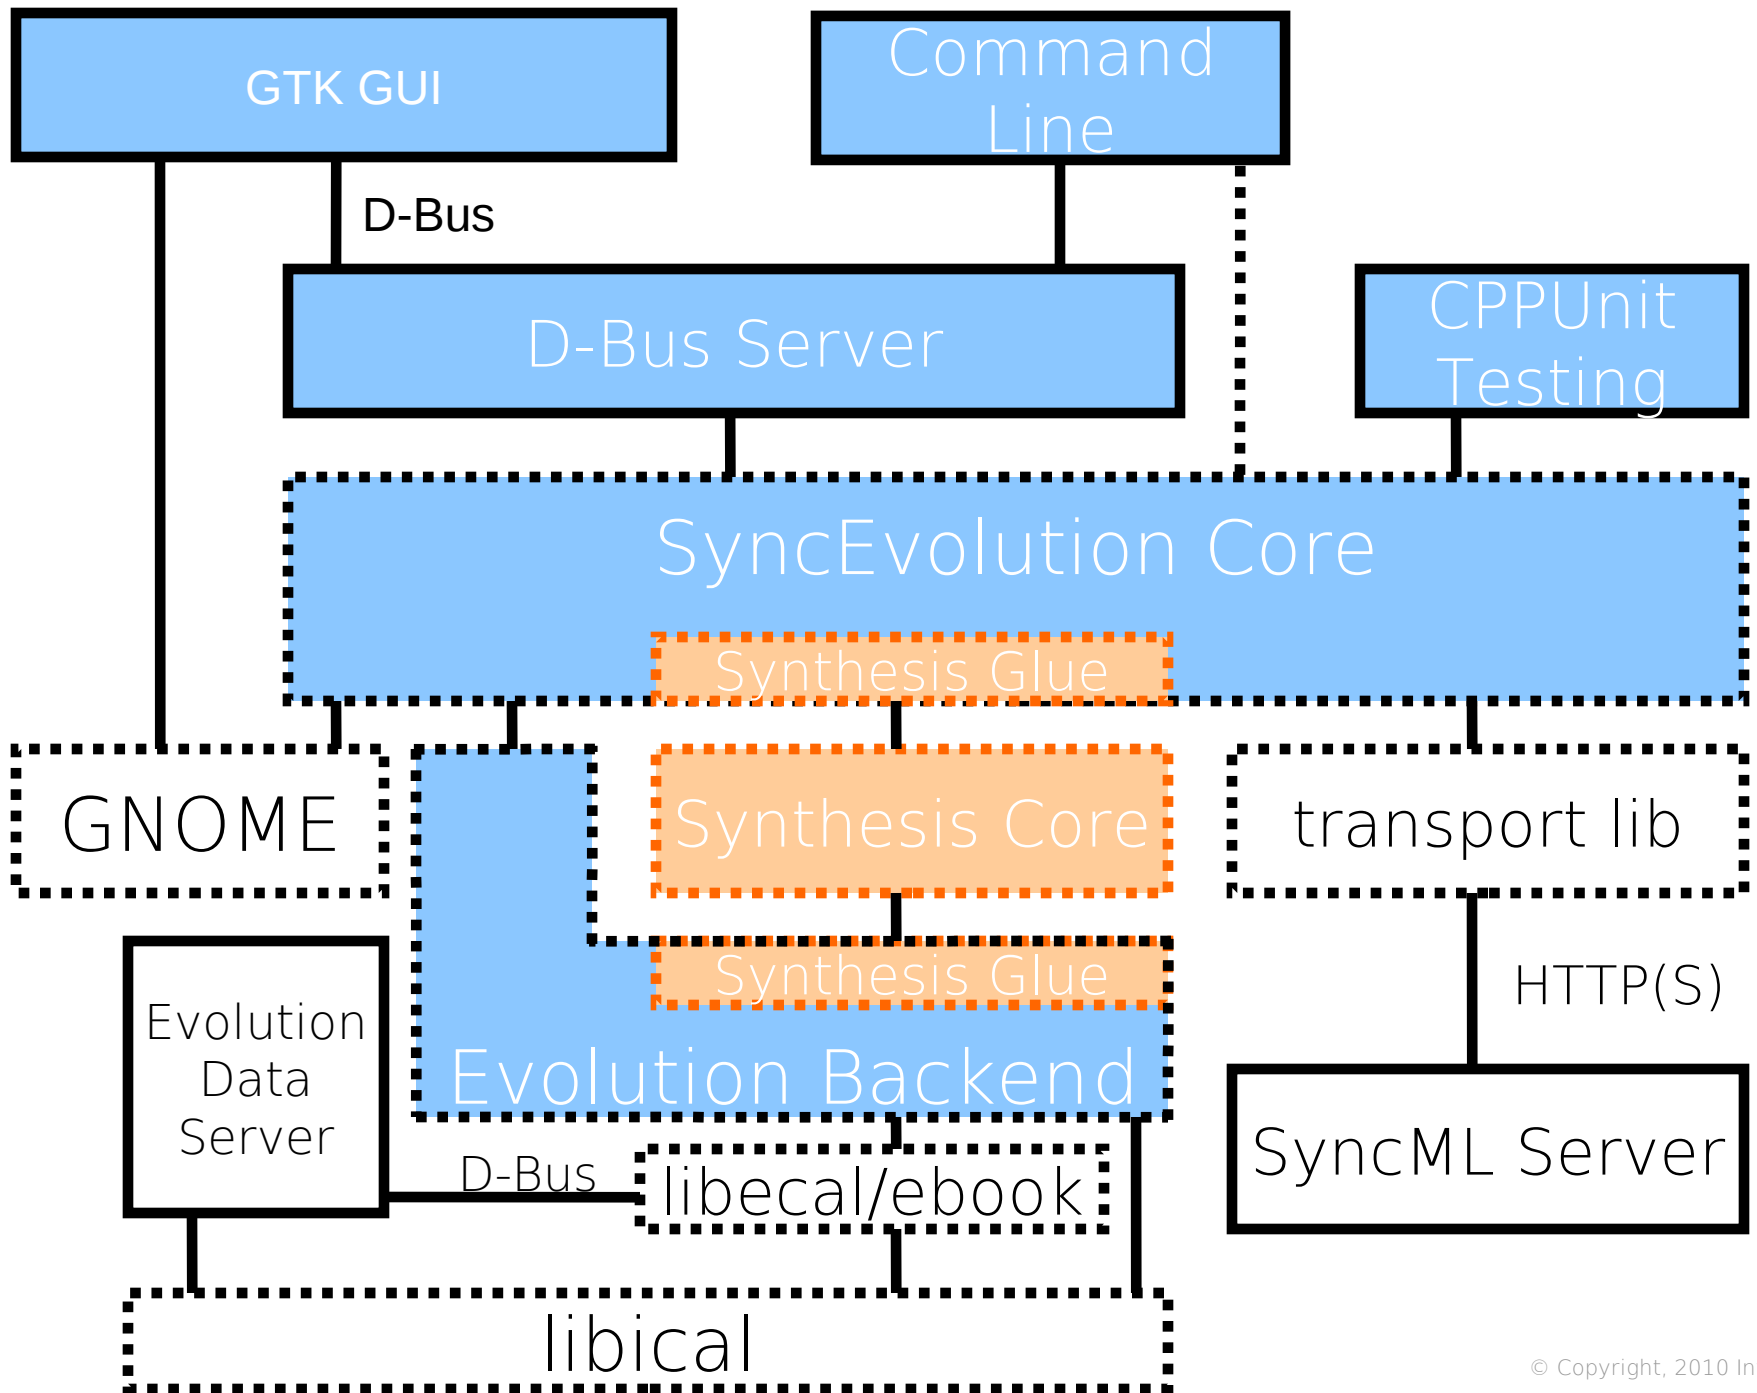 GTK GUI
Command
Line
D-Bus
D-Bus Server
CPPUnit
Testing
SyncEvolution Core
Synthesis Glue
GNOME
Synthesis Core
transport lib
Synthesis Glue
Evolution
Data
Server
HTTP(S)
Evolution Backend
D-Bus
libecal/ebook
SyncML Server
libical
© Copyright, 2010 In